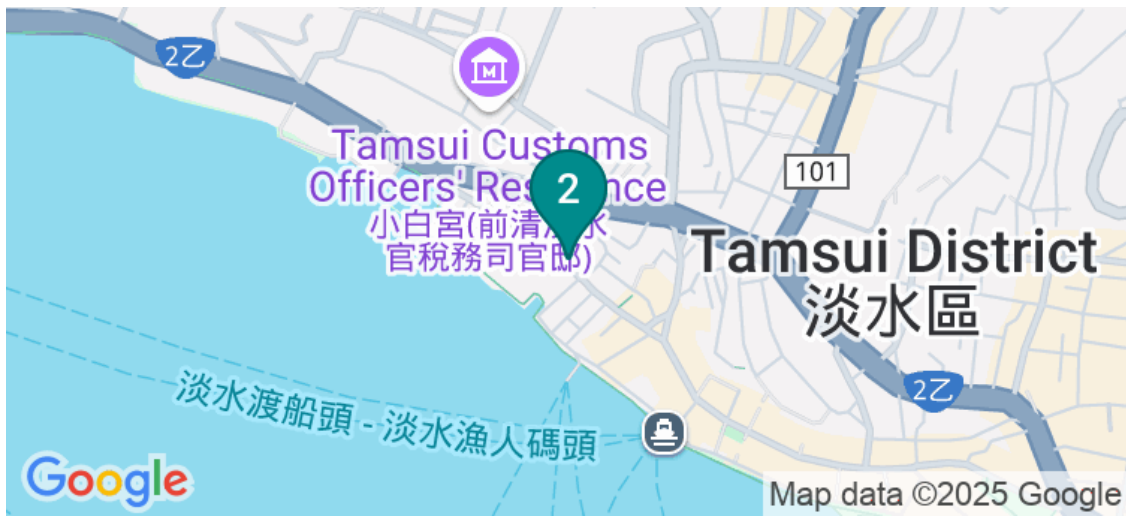 2乙
Tamsui Customs
Officers' Res nce
2
小白宮(前清 水
官稅務司官邸)
101
Tamsui District
淡水區
2乙
淡水渡船頭 - 淡水漁人碼頭
Google
Map data ©2025 Google